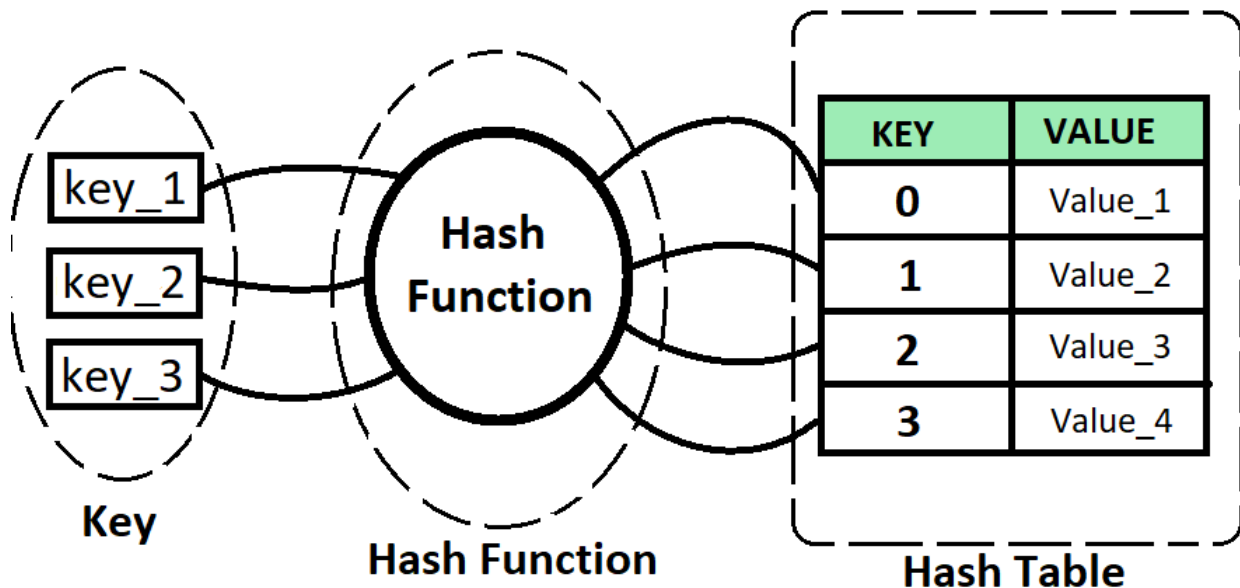 key_1
key_2
key_3
Key
Hash
Function
Hash Function
KEY VALUE
0 Value_1
1 Value_2
2 Value_3
3 Value_4
Hash Table